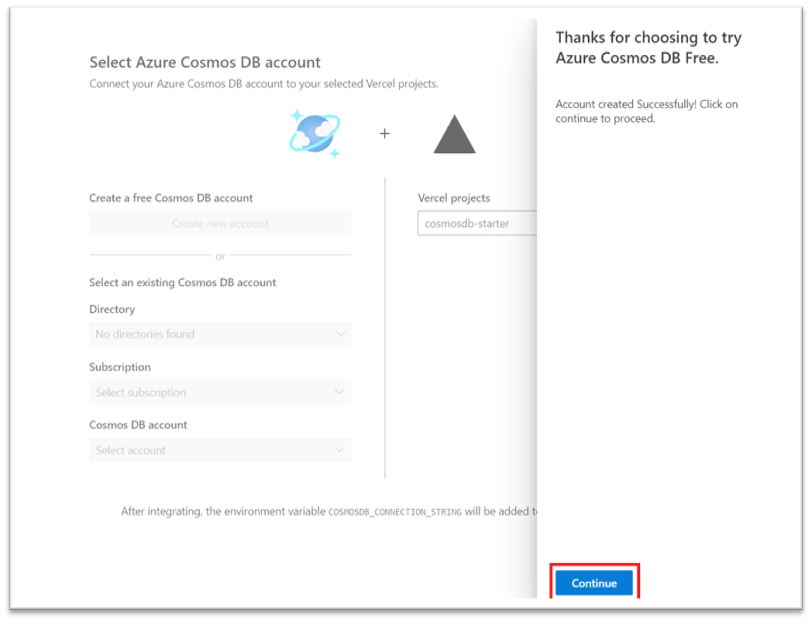 Select Azure Cosmos DB account
Connect your Azure Cosmos DB account to your selected Vercel projects.
+
Create a free Cosmos DB account
Create new account
or
Select an existing Cosmos DB account
Directory
No directories found
Subscription
Select subscription
Cosmos DB account
Select account
Vercel projects
cosmosdb-starter
After integrating, the environment variable COSMOSDB_CONNECTION_STRING will be added
Thanks for choosing to try
Azure Cosmos DB Free.
Account created Successfully! Click on
continue to proceed.
Continue